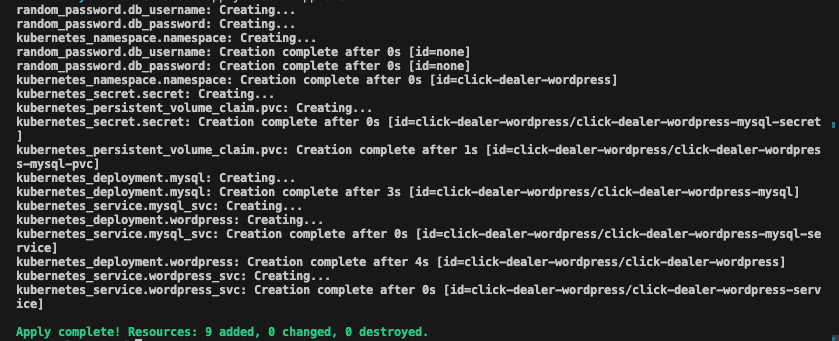 random_password.db_username: Creating...
random_password.db_password: Creating...
kubernetes_namespace.namespace: Creating...
random_password.db_username: Creation complete after 0s [id=none]
random_password.db_password: Creation complete after 0s [id=none]
kubernetes_namespace.namespace: Creation complete after 0s [id=click-dealer-wordpress]
kubernetes_secret.secret: Creating...
kubernetes_persistent_volume_claim.pvc: Creating...
kubernetes_secret.secret: Creation complete after 0s [id=click-dealer-wordpress/click-dealer-wordpress-mysql-secret
]
kubernetes_persistent_volume_claim.pvc: Creation complete after 1s [id=click-dealer-wordpress/click-dealer-wordpres
s-mysql-pvc]
kubernetes_deployment.mysql: Creating...
kubernetes_deployment.mysql: Creation complete after 3s [id=click-dealer-wordpress/click-dealer-wordpress-mysql]
kubernetes_service.mysql_svc: Creating...
kubernetes_deployment.wordpress: Creating...
kubernetes_service.mysql_svc: Creation complete after 0s [id=click-dealer-wordpress/click-dealer-wordpress-mysql-se
rvice]
kubernetes_deployment.wordpress: Creation complete after 4s [id=click-dealer-wordpress/click-dealer-wordpress]
kubernetes_service.wordpress_svc: Creating...
kubernetes_service.wordpress_svc: Creation complete after 0s [id=click-dealer-wordpress/click-dealer-wordpress-serv
ice]
Apply complete! Resources: 9 added, 0 changed, 0 destroyed.